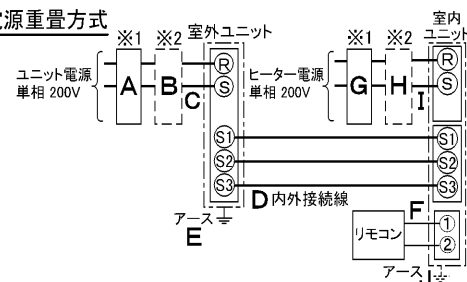 源重畳方式
※1 ※2 室外ユニット
※1 ※2 室内ユニット
ユニット電源
単相 200V
A B C R S
ヒーター電源
単相 200V
G H I R S
S1 S1
S2 S2
S3 S3
D 内外接続線
アース
E
リモコン
F
①
②
アース J